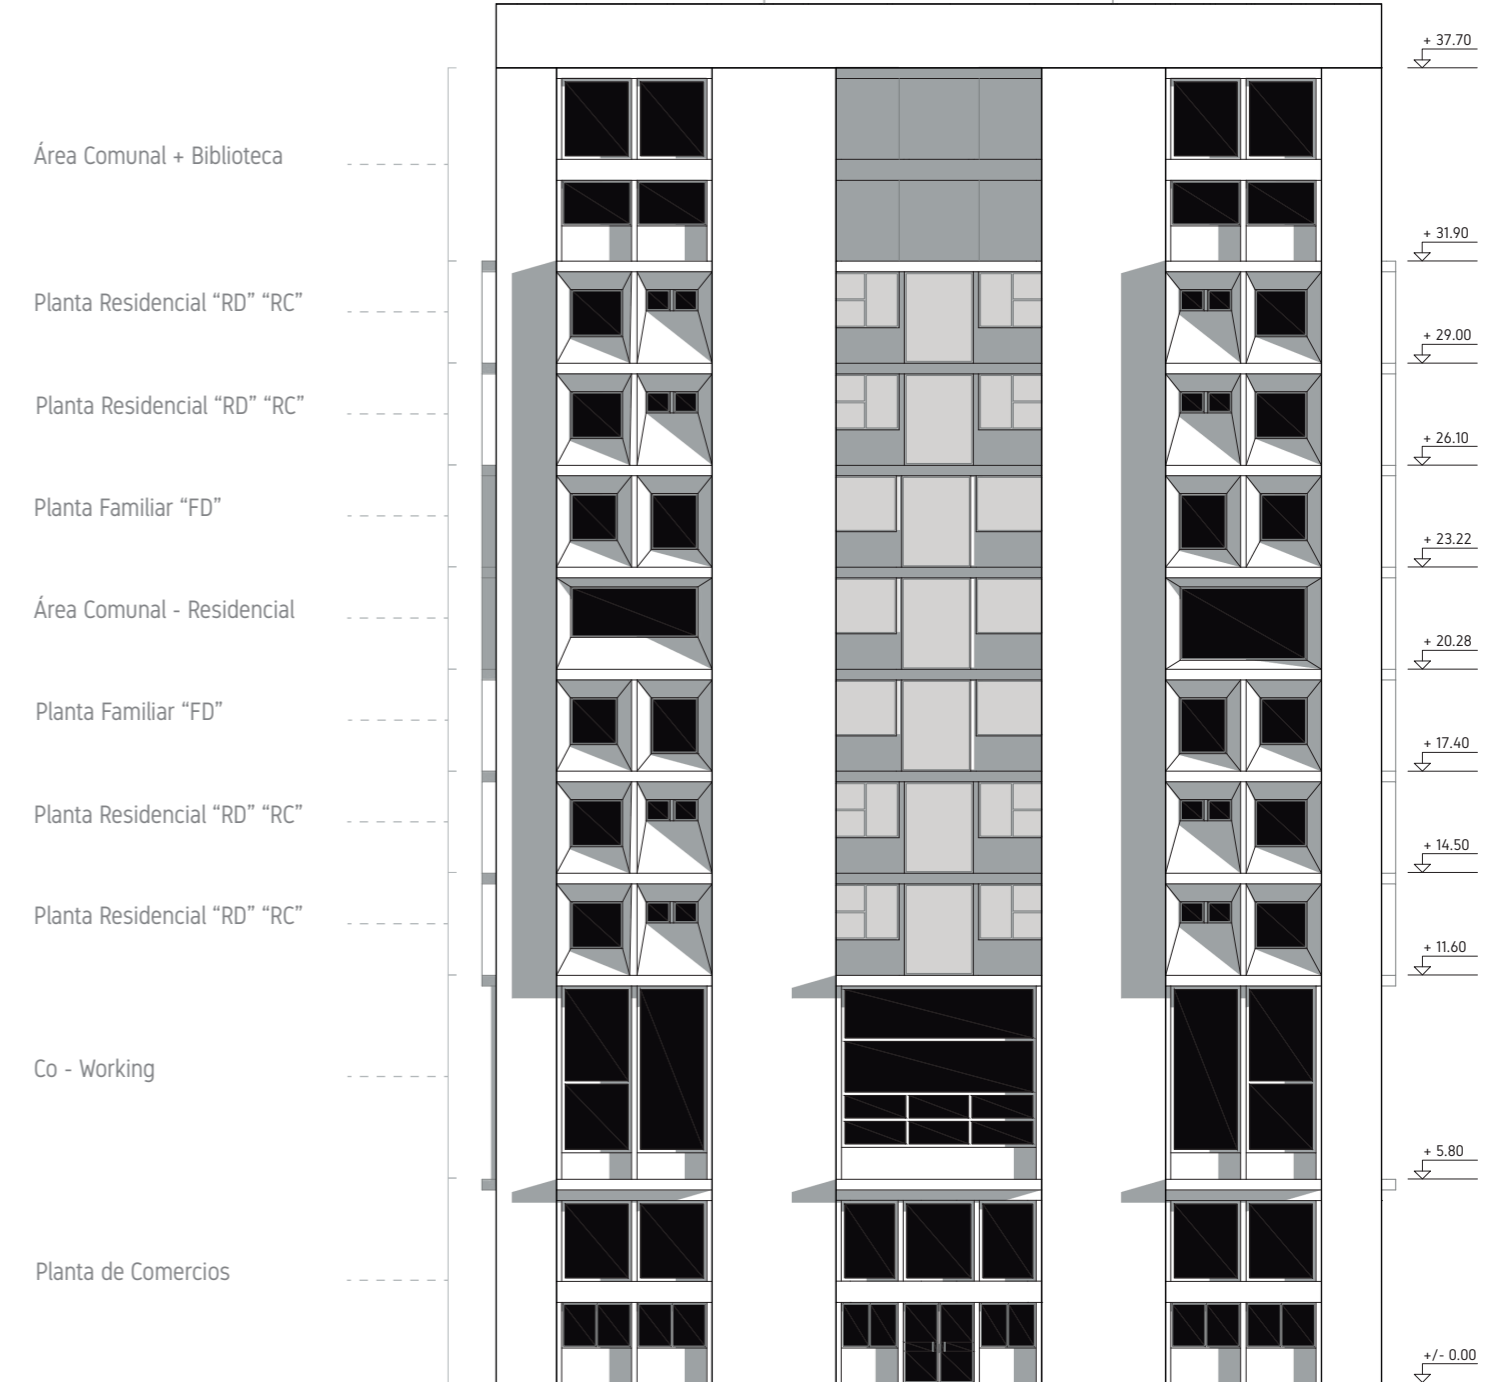 + 37.70
Área Comunal + Biblioteca
+ 31.90
Planta Residencial “RD” “RC”
+ 29.00
Planta Residencial “RD” “RC”
+ 26.10
Planta Familiar “FD”
+ 23.22
Área Comunal - Residencial
+ 20.28
Planta Familiar “FD”
+ 17.40
Planta Residencial “RD” “RC”
+ 14.50
Planta Residencial “RD” “RC”
+ 11.60
Co - Working
+ 5.80
Planta de Comercios
+/- 0.00